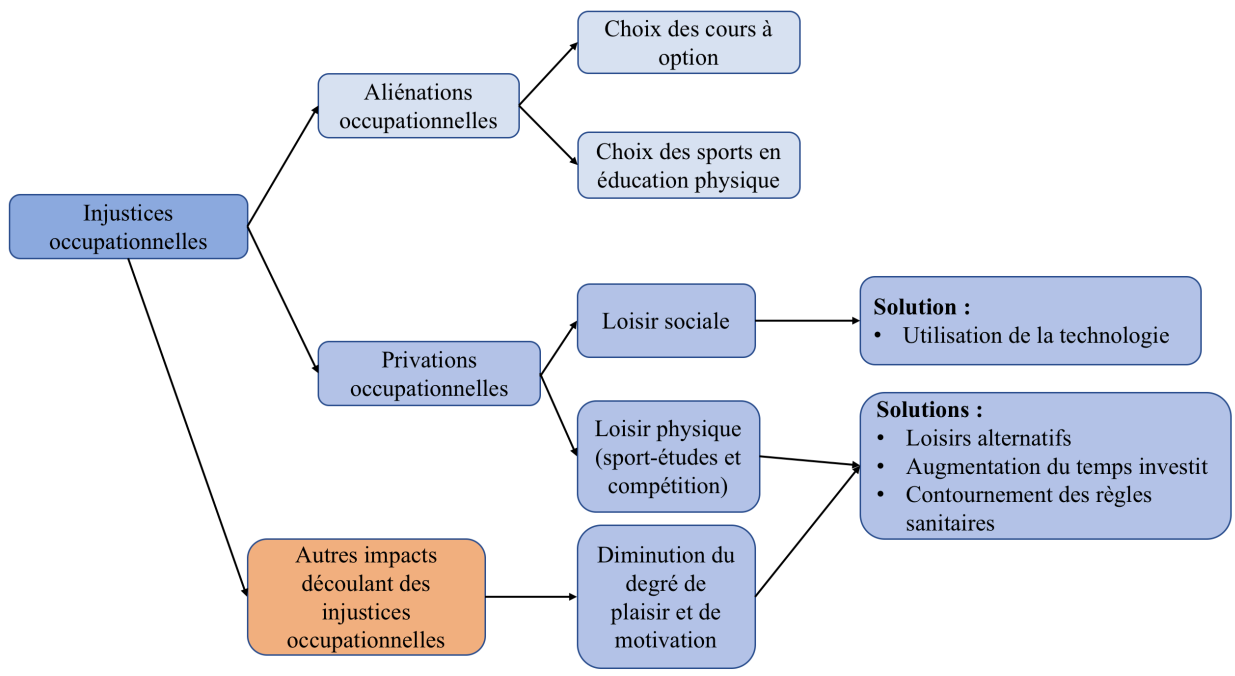 Choix des cours à
option
Aliénations
occupationnelles
Choix des sports en
éducation physique
Injustices
occupationnelles
Loisir sociale
Solution :
• Utilisation de la technologie
Privations
occupationnelles
Loisir physique
(sport-études et
compétition)
Solutions :
• Loisirs alternatifs
• Augmentation du temps investit
• Contournement des règles
sanitaires
Autres impacts
découlant des
injustices
occupationnelles
Diminution du
degré de
plaisir et de
motivation